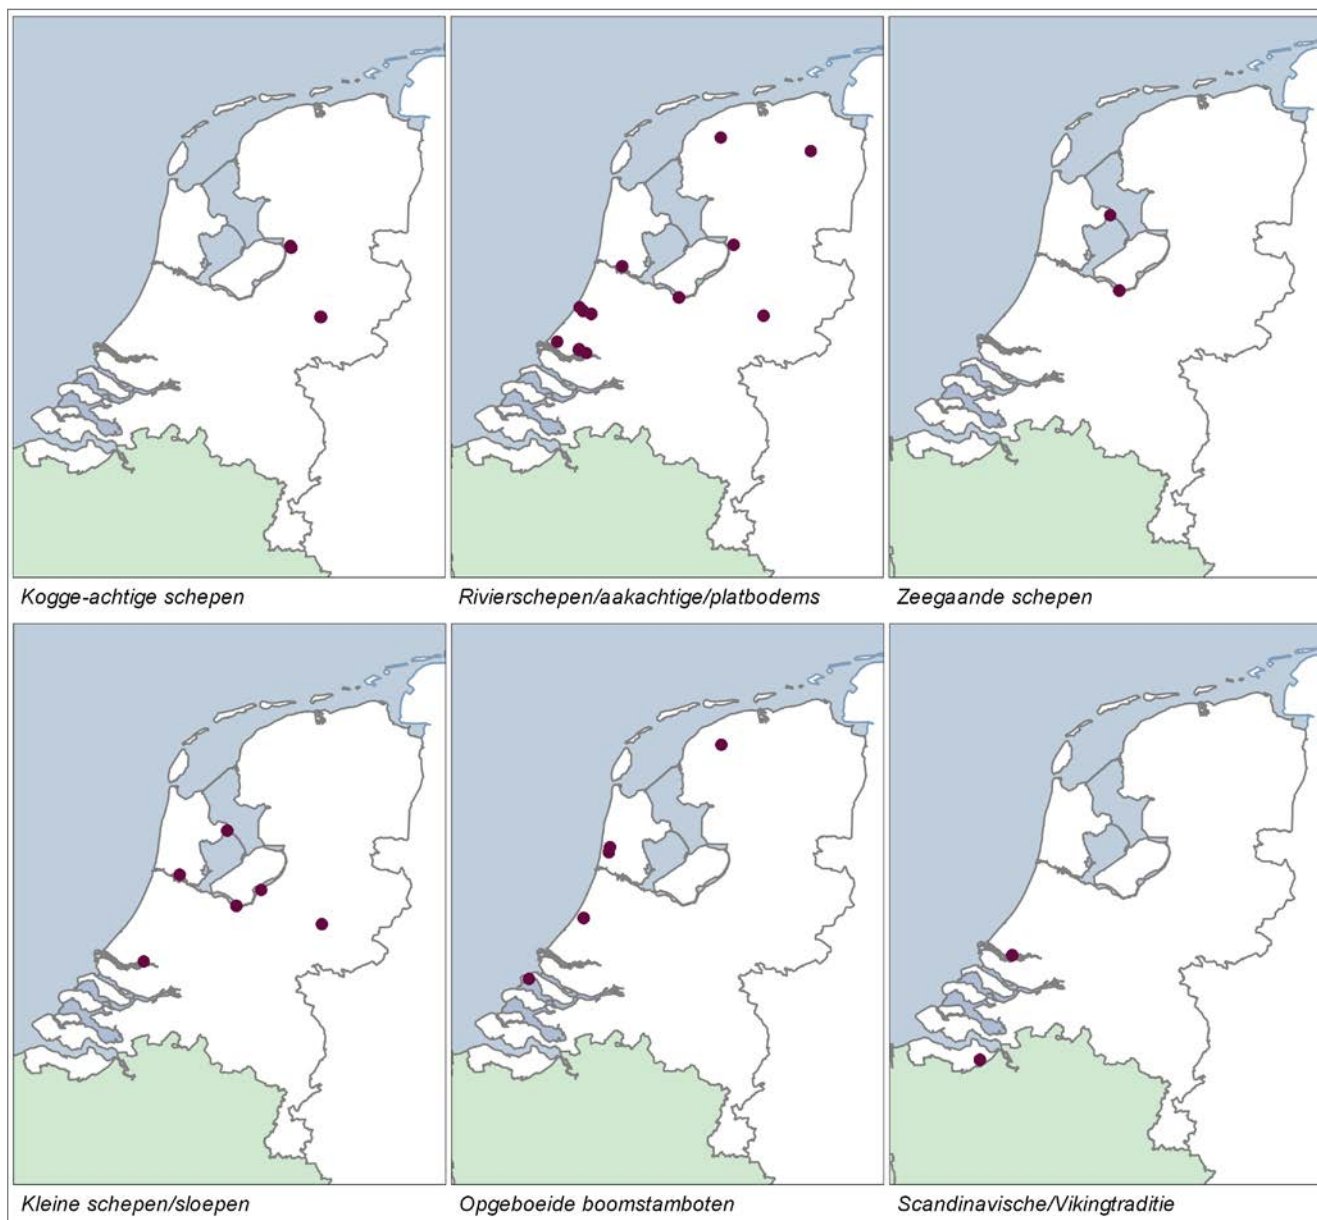 Kogge-achtige schepen
Rivierschepen/aakachtige/platbodems
Zeegaande schepen
Kleine schepen/sloepen
Opgeboeide boomstamboten
Scandinavische/Vikingtraditie